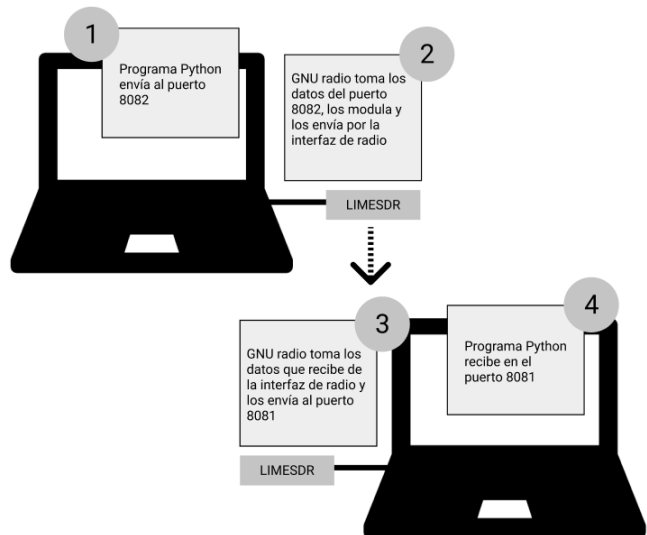 1
Programa Python
envía al puerto
8082
2
GNU radio toma los
datos del puerto
8082, los modula y
los envía por la
interfaz de radio
LIMESDR
3
GNU radio toma los
datos que recibe de
la interfaz de radio y
los envía al puerto
8081
LIMESDR
4
Programa Python
recibe en el
puerto 8081